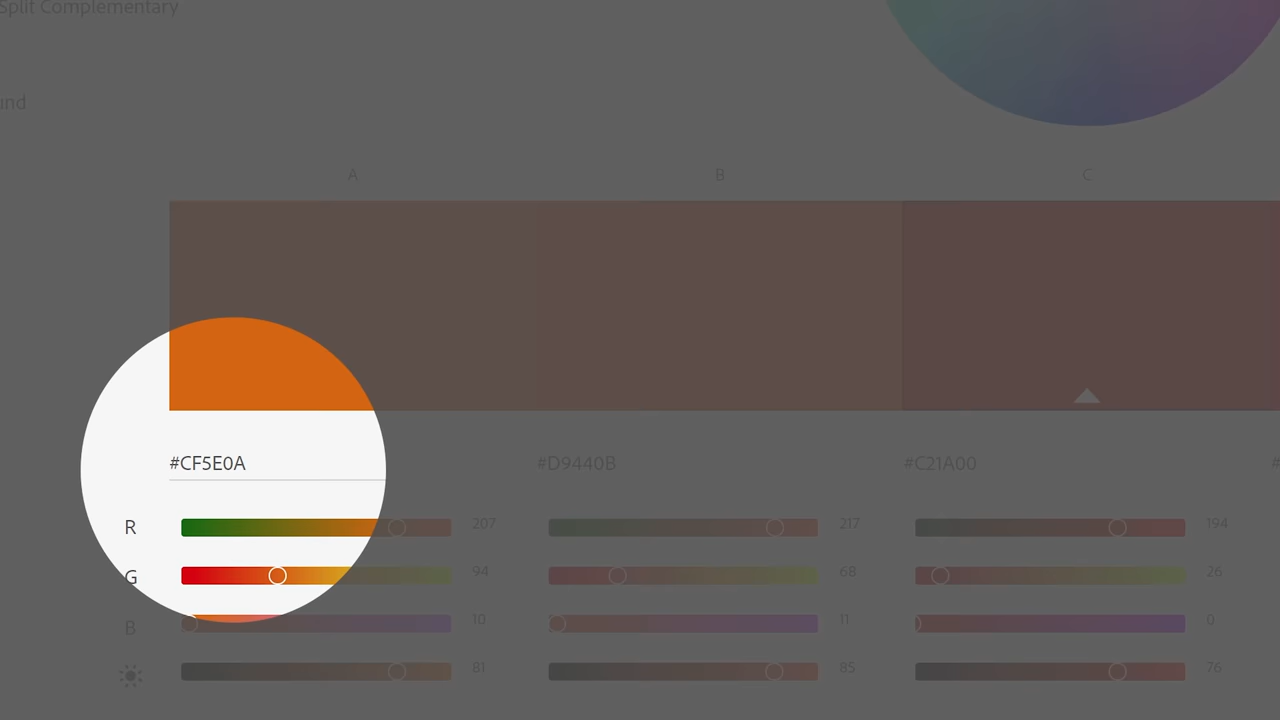 Split Complementary
und
A B C
#CF5E0A #D9440B #C21A00 #
R 207 217 194
G 94 68 26
B 10 11 0
81 85 76